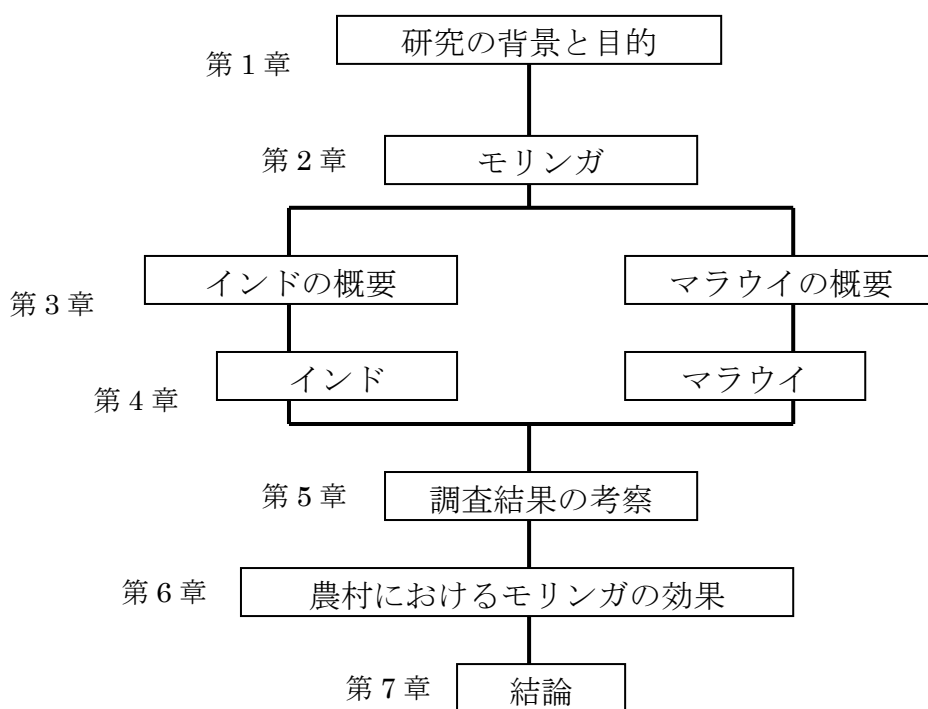 研究の背景と目的
第1章
第2章
モリンガ
インドの概要
マラウイの概要
第3章
インド
マラウイ
第4章
第5章
調査結果の考察
第6章
農村におけるモリンガの効果
第7章
結論